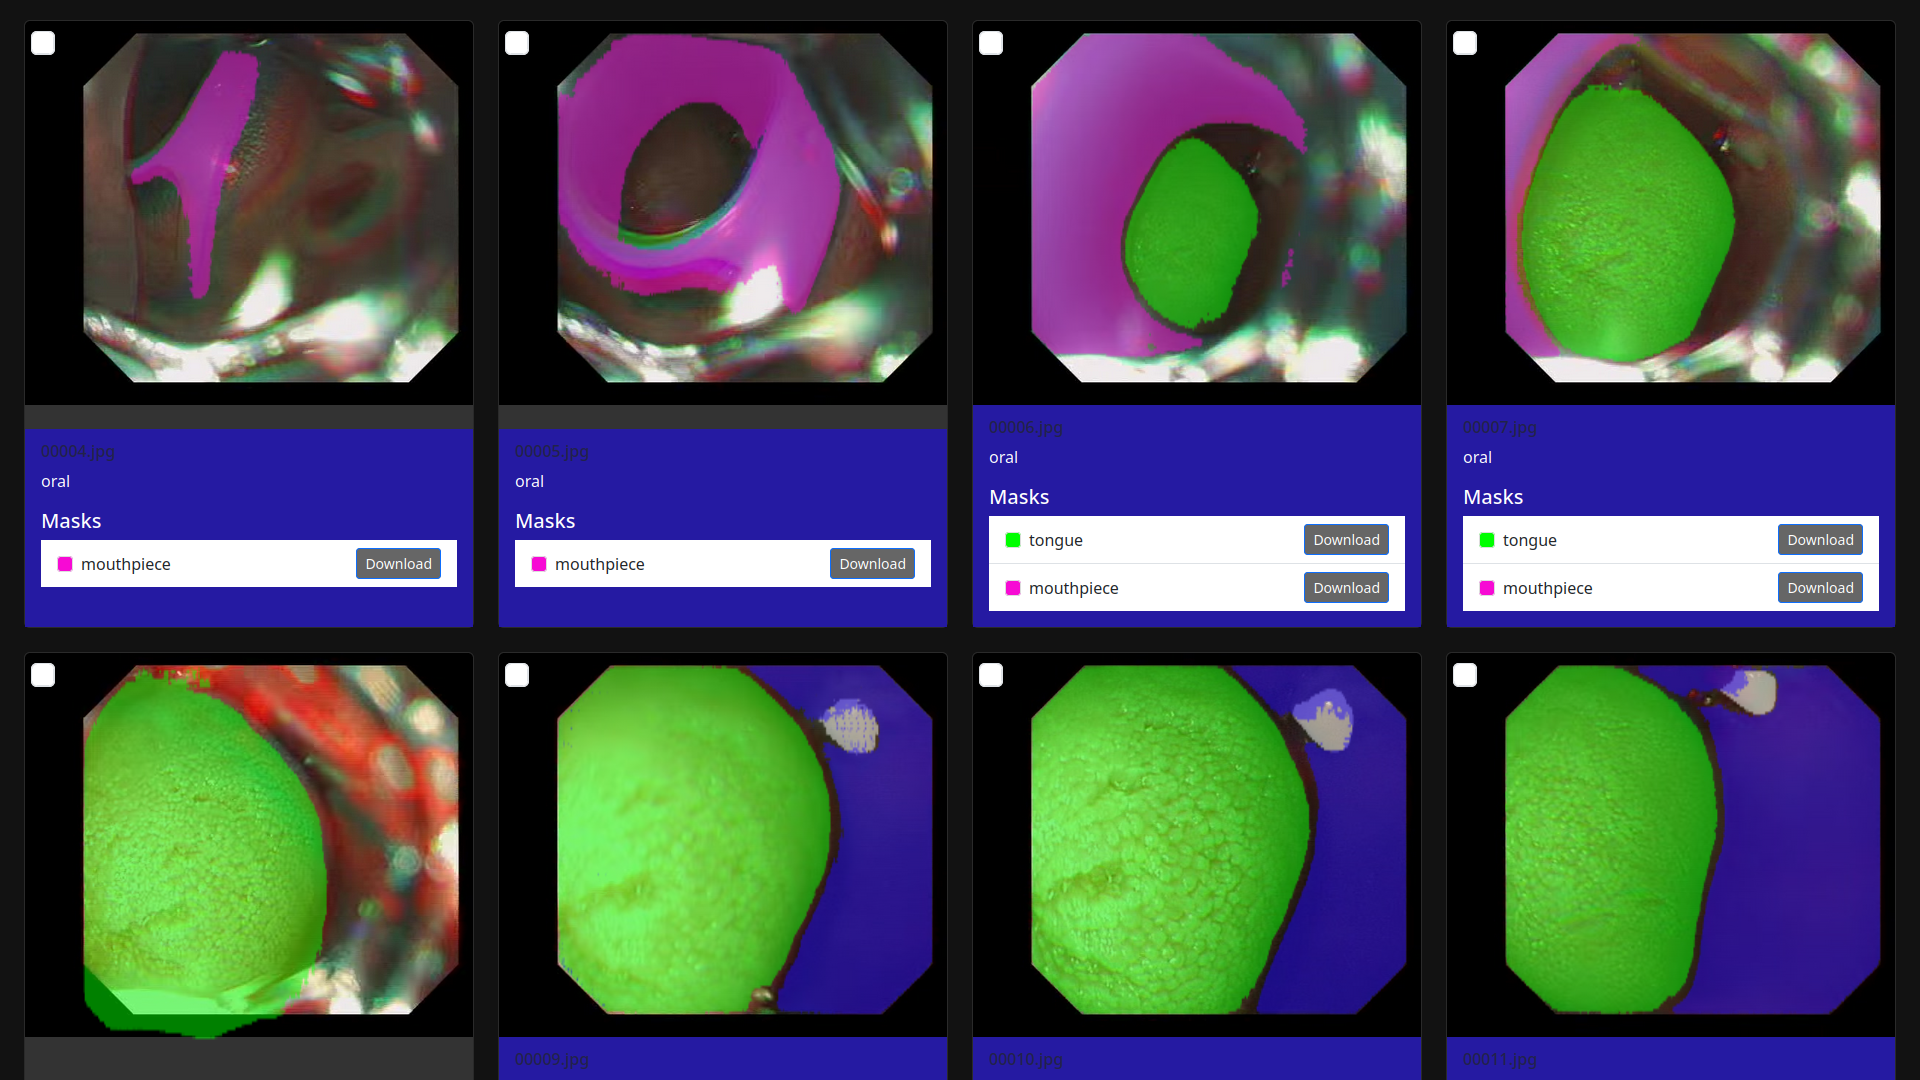 00004.jpg
oral
Masks
mouthpiece Download
00005.jpg
oral
Masks
mouthpiece Download
00006.jpg
oral
Masks
tongue Download
mouthpiece Download
00007.jpg
oral
Masks
tongue Download
mouthpiece Download
00009.jpg
00010.jpg
00011.jpg